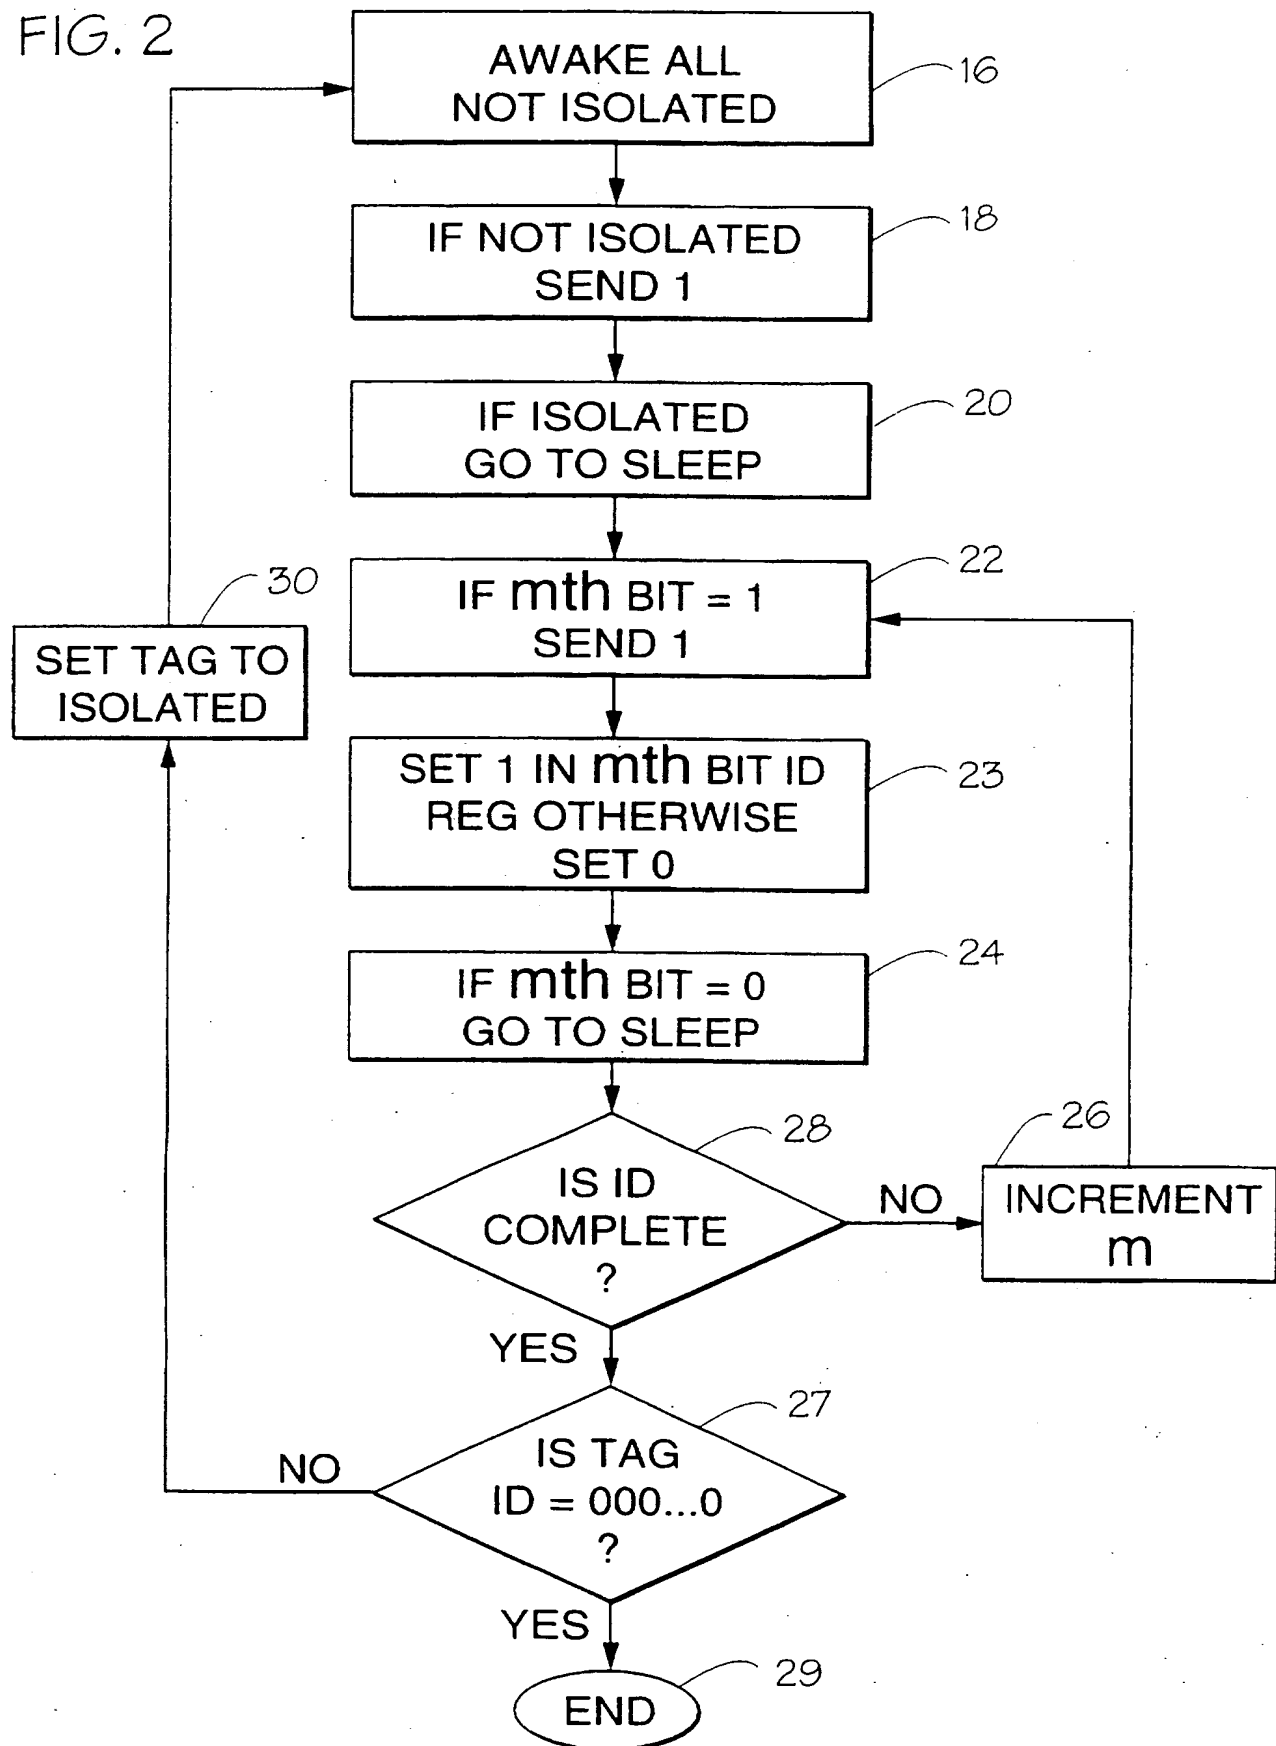 FIG. 2
AWAKE ALL
NOT ISOLATED
16
IF NOT ISOLATED
SEND 1
18
IF ISOLATED
GO TO SLEEP
20
IF mth BIT = 1
SEND 1
22
30
SET TAG TO
ISOLATED
SET 1 IN mth BIT ID
REG OTHERWISE
SET 0
23
IF mth BIT = 0
GO TO SLEEP
24
28
IS ID
COMPLETE
?
NO
26
INCREMENT
m
YES
27
IS TAG
ID = 000...0
?
NO
YES
29
END